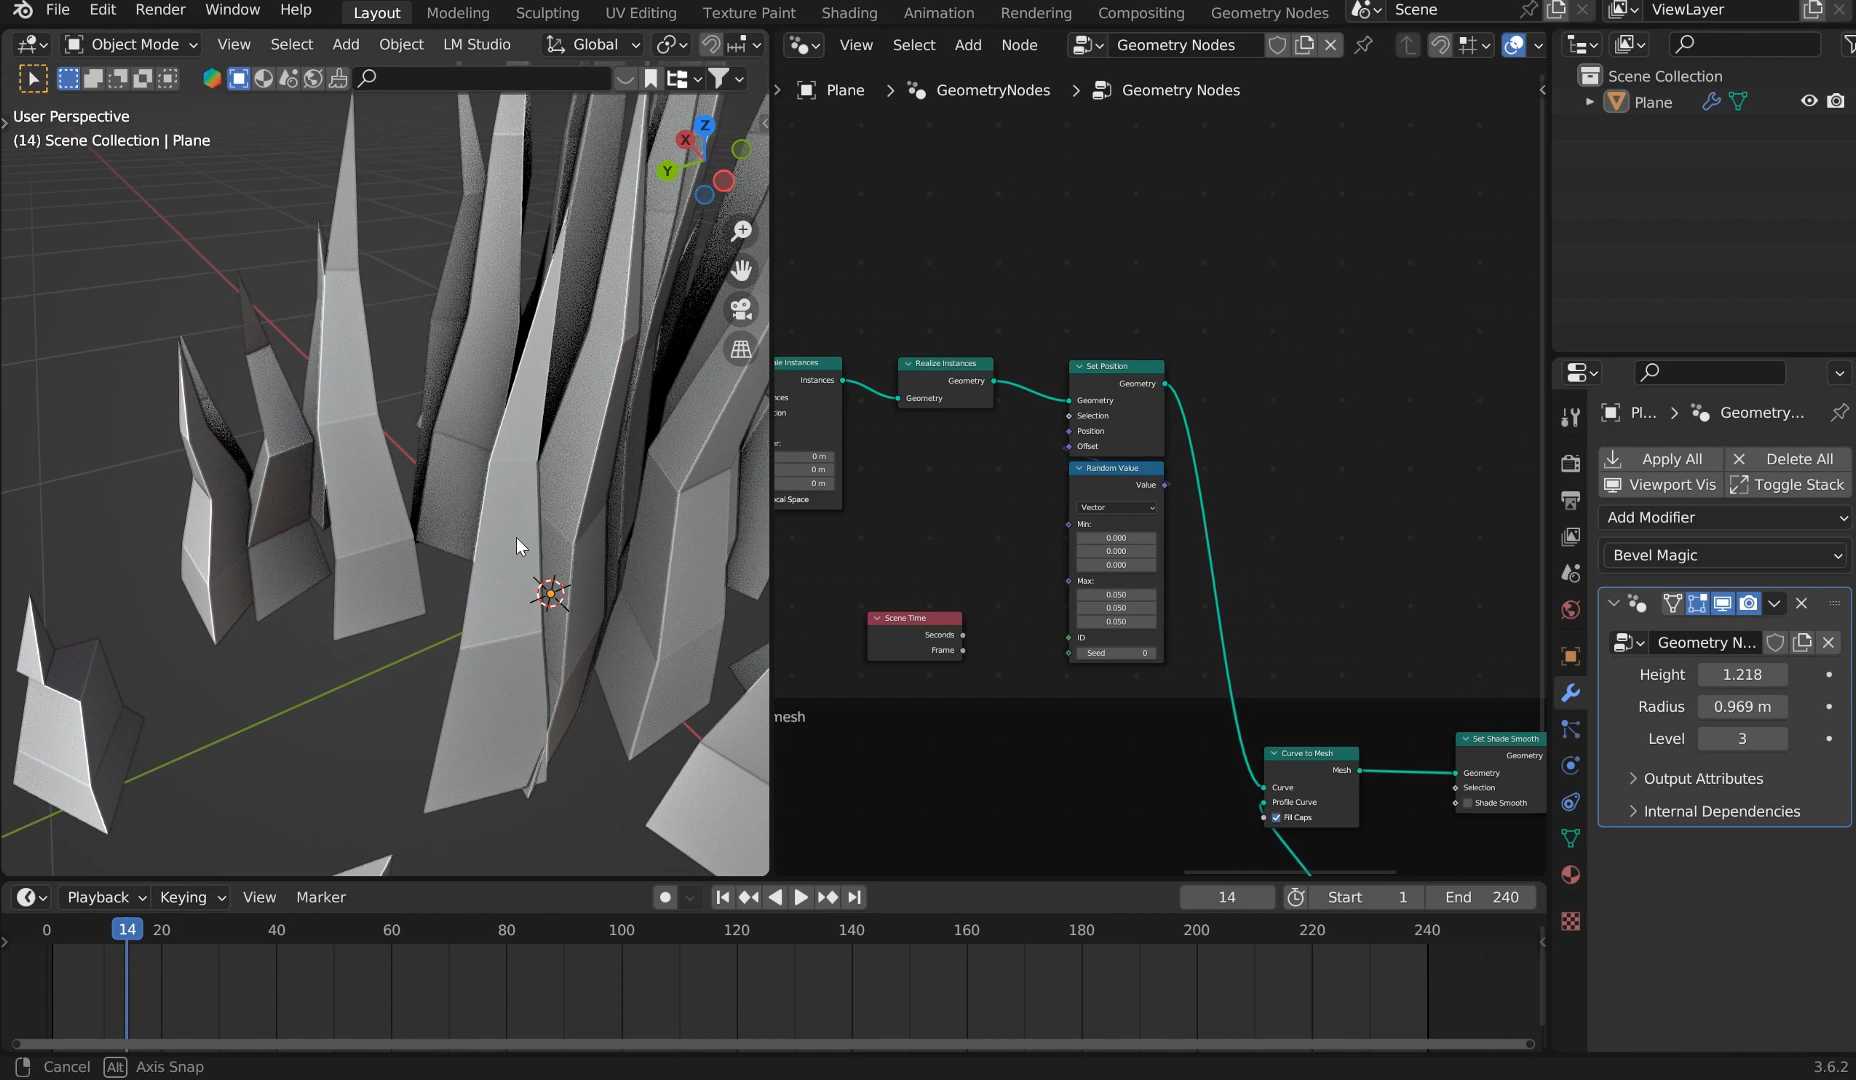 File Edit Render Window Help Layout Modeling Sculpting UV Editing Texture Paint Shading Animation Rendering Compositing Geometry Nodes Scene ViewLayer
Object Mode View Select Add Object LM Studio Global
View Select Add Node Geometry Nodes
Scene Collection
Plane
Plane > GeometryNodes > Geometry Nodes
User Perspective
(14) Scene Collection | Plane
Z
X
Y
Instances
0 m
0 m
0 m
ocal Space
Realize Instances
Geometry
Geometry
Set Position
Geometry
Geometry
Selection
Position
Offset
Random Value
Value
Vector
Min:
0.000
0.000
0.000
Max:
0.050
0.050
0.050
ID
Seed 0
Scene Time
Seconds
Frame
mesh
Curve to Mesh
Mesh
Curve
Profile Curve
Fill Caps
Set Shade Smooth
Geometry
Geometry
Selection
Shade Smooth
Pl... > Geometry...
Apply All Delete All
Viewport Vis Toggle Stack
Add Modifier
Bevel Magic
Geometry N...
Height 1.218
Radius 0.969 m
Level 3
Output Attributes
Internal Dependencies
Playback Keying View Marker 14 Start 1 End 240
0 14 20 40 60 80 100 120 140 160 180 200 220 240
Cancel Alt Axis Snap 3.6.2